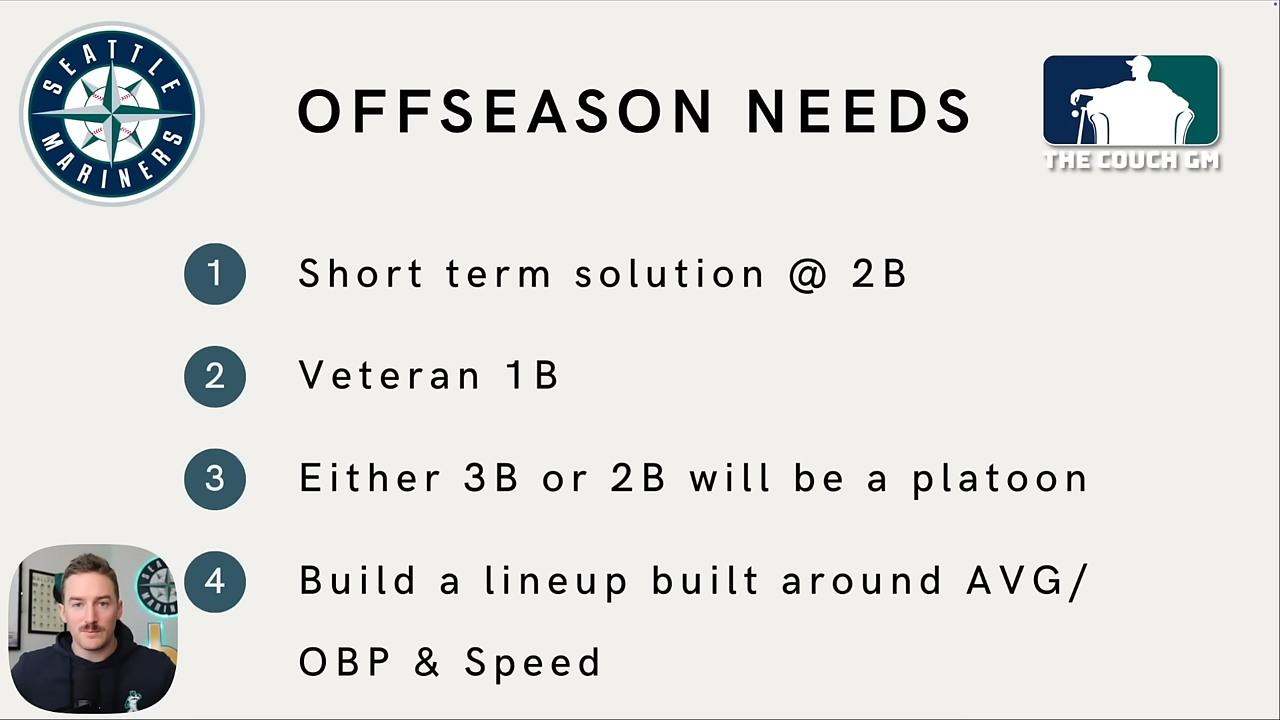 SEATTLE
MARINERS
OFFSEASON NEEDS
THE COUCH GM
1 Short term solution @ 2B
2 Veteran 1B
3 Either 3B or 2B will be a platoon
4 Build a lineup built around AVG/
OBP & Speed